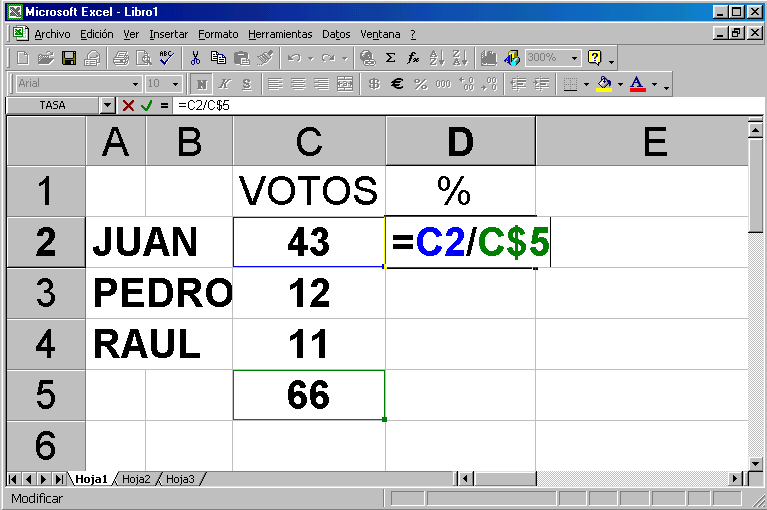 Microsoft Excel - Libro1
Archivo Edición Ver Insertar Formato Herramientas Datos Ventana ?
Σ fx A Z Z A 300% ?
Arial 10 N K S $ € % 000 A
TASA =C2/C$5
A B C D E
1 VOTOS %
2 JUAN 43 =C2/C$5
3 PEDRO 12
4 RAUL 11
5 66
6
Hoja1 Hoja2 Hoja3
Modificar